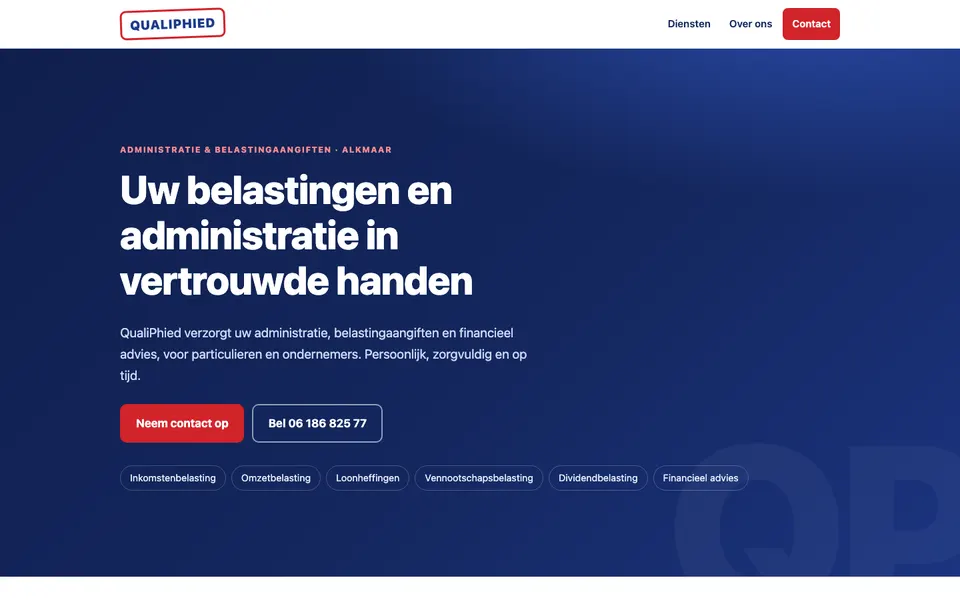 QUALIPHIED
Diensten
Over ons
Contact
ADMINISTRATIE & BELASTINGAANGIFTEN · ALKMAAR
Uw belastingen en
administratie in
vertrouwde handen
QualiPhied verzorgt uw administratie, belastingaangiften en financieel
advies, voor particulieren en ondernemers. Persoonlijk, zorgvuldig en op
tijd.
Neem contact op
Bel 06 186 825 77
Inkomstenbelasting
Omzetbelasting
Loonheffingen
Vennootschapsbelasting
Dividendbelasting
Financieel advies
QP